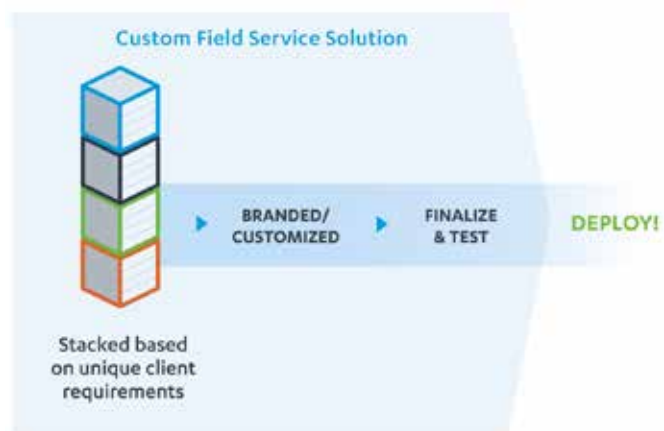 Custom Field Service Solution
BRANDED/
CUSTOMIZED
FINALIZE
& TEST
DEPLOY!
Stacked based
on unique client
requirements